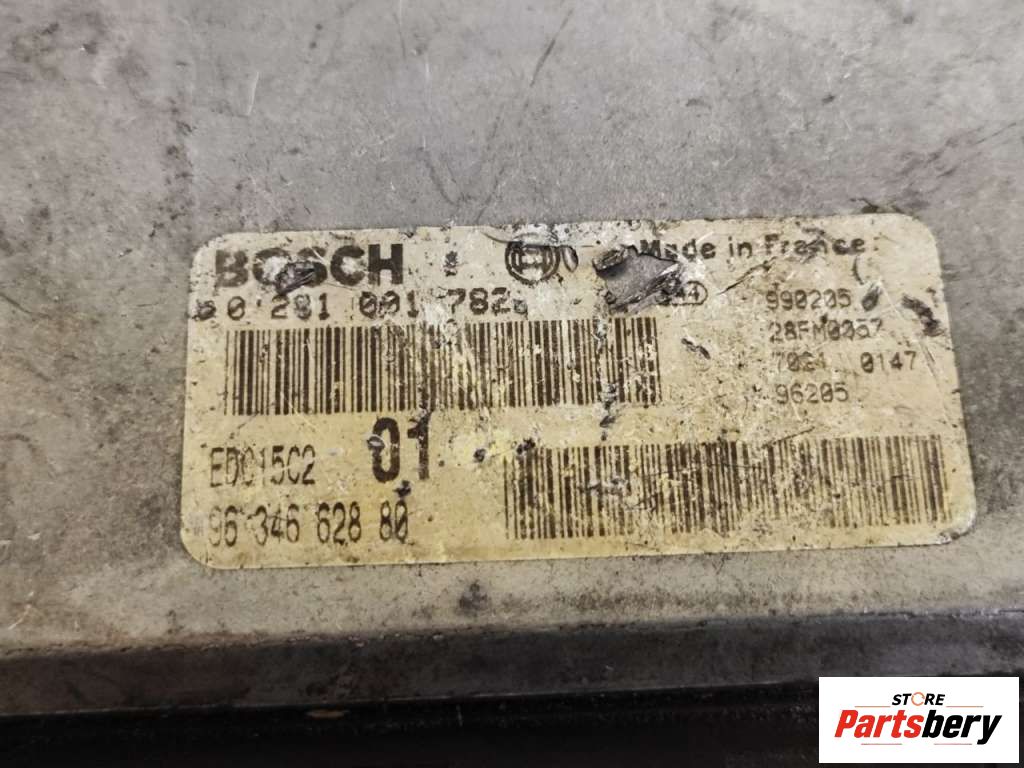 BOSCH
Made in France
0 281 001 782
990205
28FM0057
0147
96205
EDC15C2
01
96 346 628 80
STORE
Partsbery